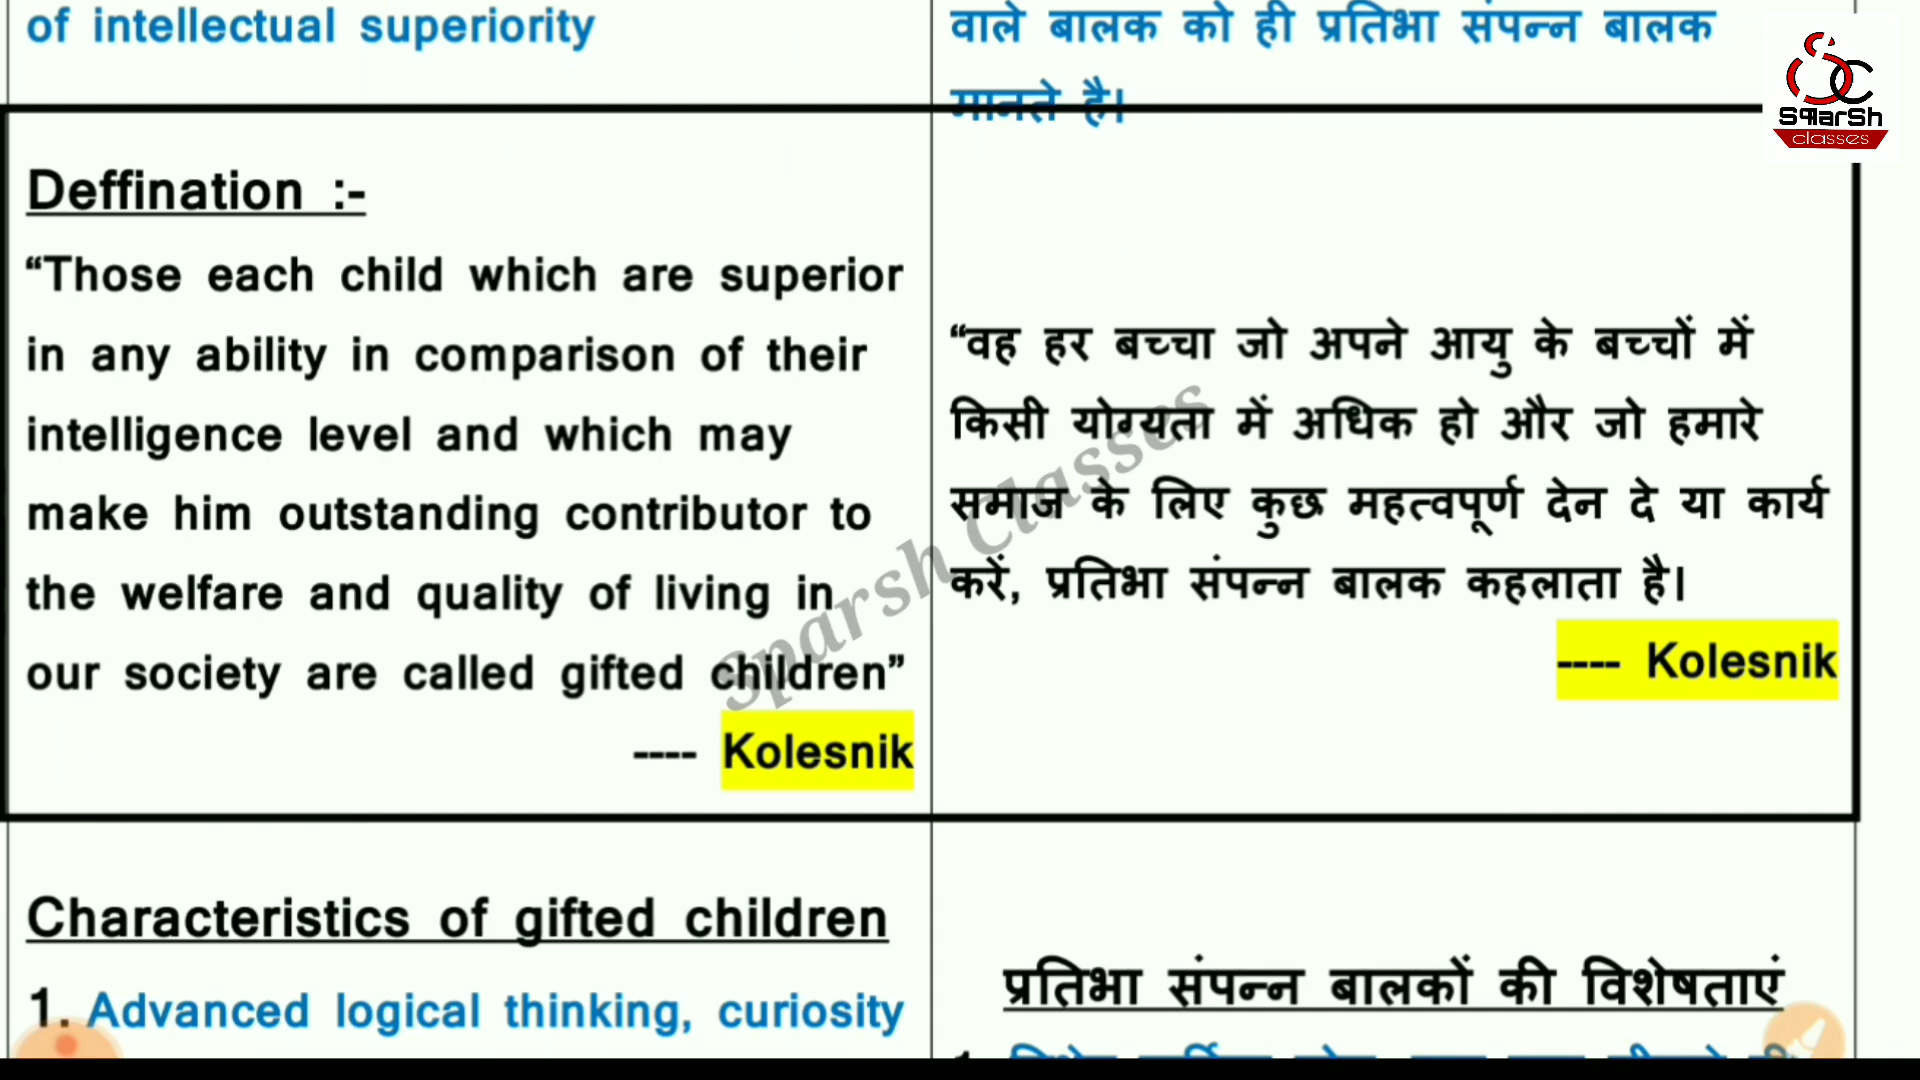 of intellectual superiority
Deffination :-
“Those each child which are superior
in any ability in comparison of their
intelligence level and which may
make him outstanding contributor to
the welfare and quality of living in
our society are called gifted children”
---- Kolesnik
Characteristics of gifted children
1. Advanced logical thinking, curiosity
वाले बालक को ही प्रतिभा संपन्न बालक
मानते है।
“वह हर बच्चा जो अपने आयु के बच्चों में
किसी योग्यता में अधिक हो और जो हमारे
समाज के लिए कुछ महत्वपूर्ण देन दे या कार्य
करें, प्रतिभा संपन्न बालक कहलाता है।
---- Kolesnik
प्रतिभा संपन्न बालकों की विशेषताएं
Sparsh Classes
classes